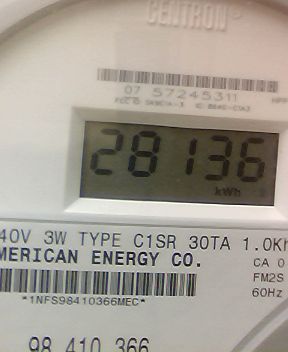 CENTRON®
07 57245311
28136
kWh
40V 3W TYPE C1SR 30TA 1.0Kh
MERICAN ENERGY CO.
CA 0
FM2S
*1NFS98410366MEC*
60Hz
98 410 366